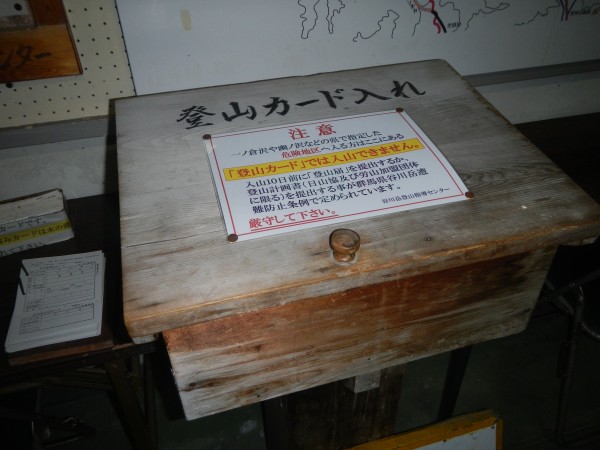 ンター
登山カード入れ
注意
一ノ倉沢や幽ノ沢などの県で指定した
危険地区へ入る方はここにある
「登山カード」では入山できません。
入山10日前に「登山届」を提出するか、
登山計画書(日山協及び労山加盟団体
に限る)を提出する事が群馬県谷川岳遭
難防止条例で定められています。
厳守して下さい。
谷川岳登山指導センター